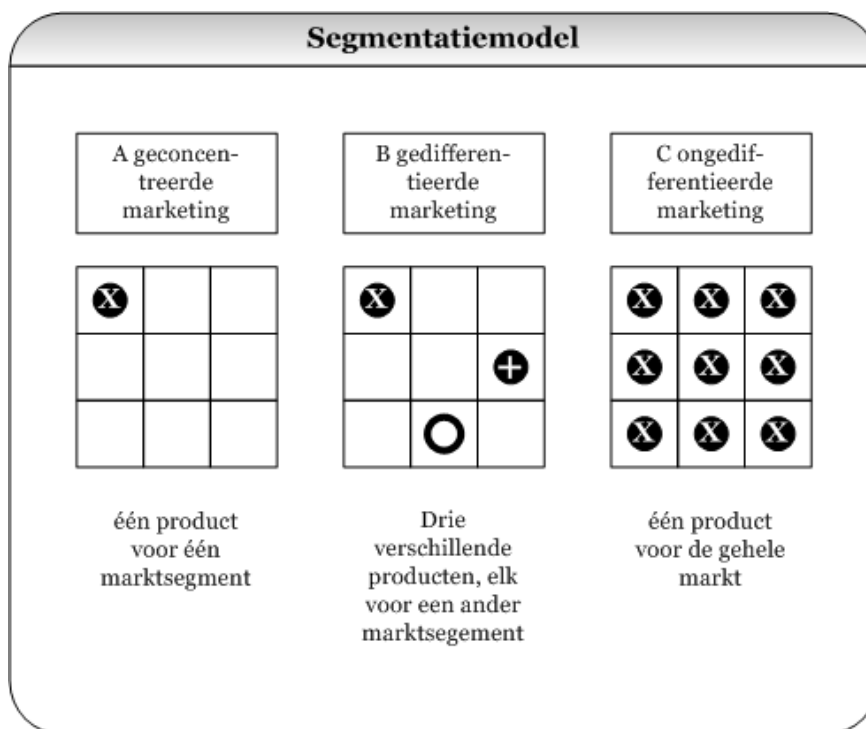 Segmentatiemodel
A geconcen-
treerde
marketing
B gedifferen-
tieerde
marketing
C ongedif-
ferentieerde
marketing
X
X
+
X X X
X X X
X X X
één product
voor één
marktsegment
Drie
verschillende
producten, elk
voor een ander
marktsegement
één product
voor de gehele
markt